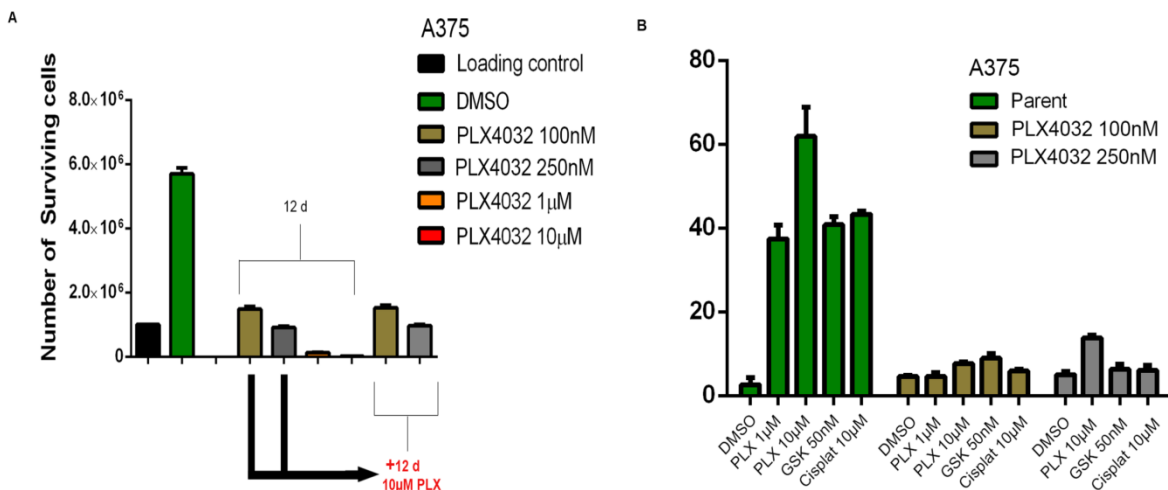 A
A375
Loading control
DMSO
PLX4032 100nM
PLX4032 250nM
PLX4032 1μM
PLX4032 10μM
Number of Surviving cells
8.0×10⁶
6.0×10⁶
4.0×10⁶
2.0×10⁶
0
12 d
+12 d
10μM PLX
B
A375
Parent
PLX4032 100nM
PLX4032 250nM
80
60
40
20
0
DMSO
PLX 1μM
PLX 10μM
GSK 50nM
Cisplat 10μM
DMSO
PLX 1μM
PLX 10μM
GSK 50nM
Cisplat 10μM
DMSO
PLX 10μM
GSK 50nM
Cisplat 10μM